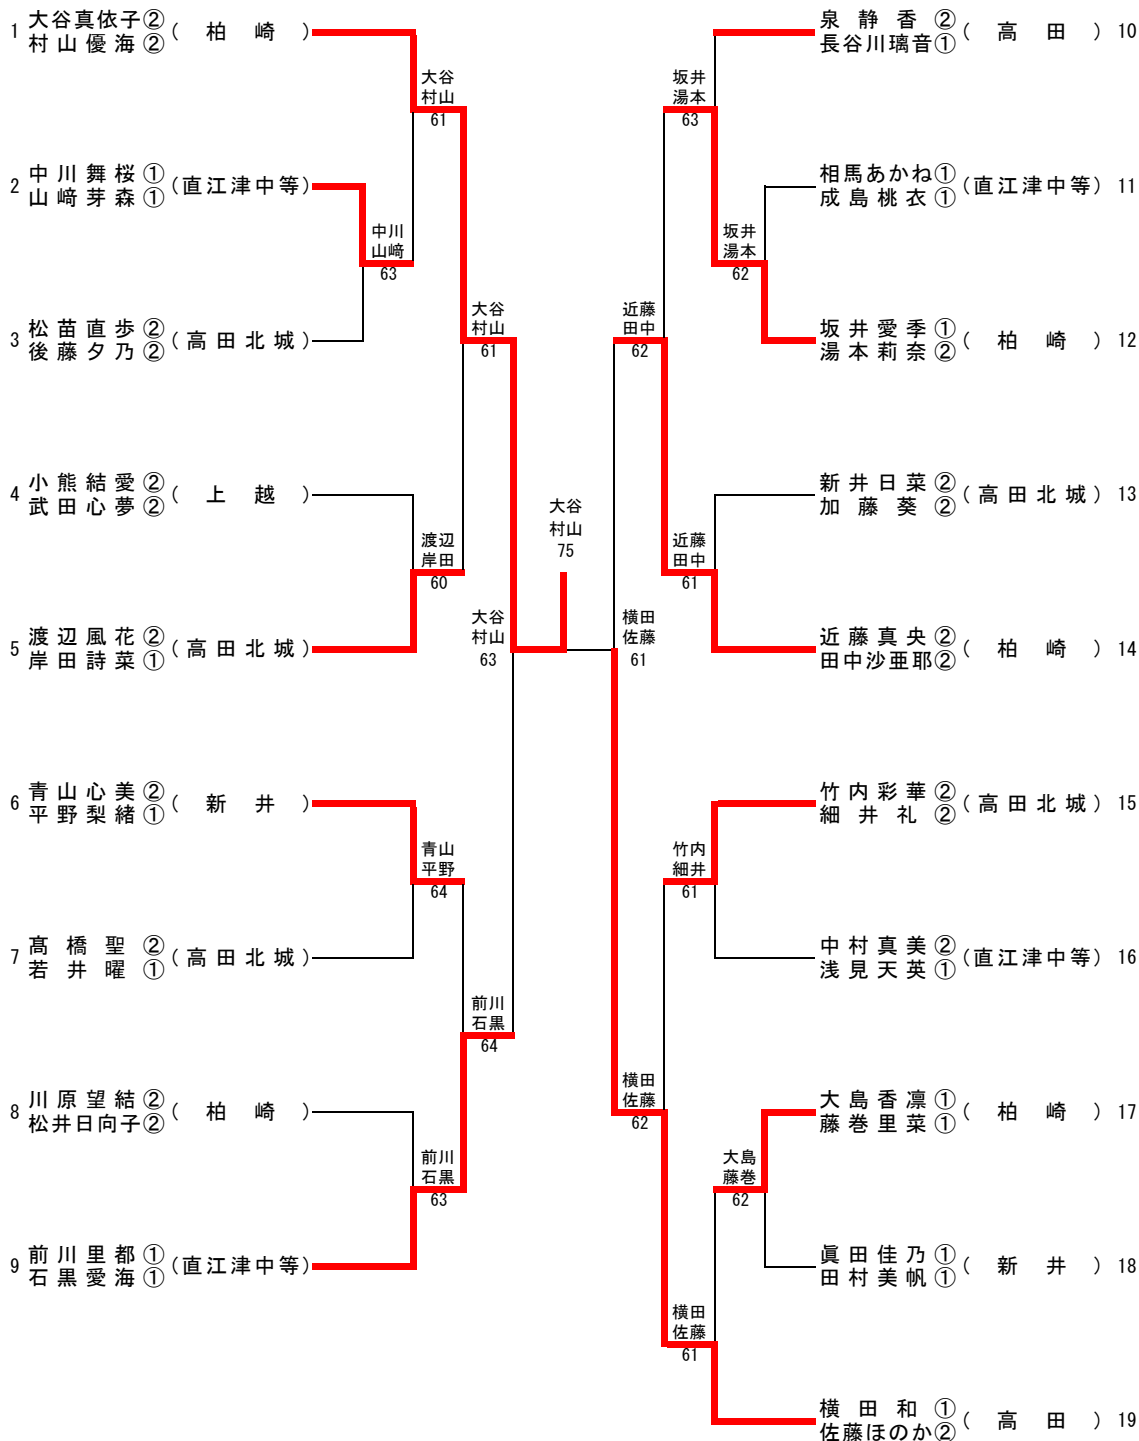 1 大谷真依子② 村山優海② (柏崎)
2 中川舞桜① 山﨑芽森① (直江津中等)
3 松苗直歩② 後藤夕乃② (高田北城)
4 小熊結愛② 武田心夢② (上越)
5 渡辺風花② 岸田詩菜① (高田北城)
6 青山心美② 平野梨緒① (新井)
7 髙橋聖② 若井曜① (高田北城)
8 川原望結② 松井日向子② (柏崎)
9 前川里都① 石黒愛海① (直江津中等)
大谷
村山
61
中川
山﨑
63
大谷
村山
61
渡辺
岸田
60
大谷
村山
63
青山
平野
64
前川
石黒
64
前川
石黒
63
大谷
村山
75
横田
佐藤
61
近藤
田中
62
坂井
湯本
63
坂井
湯本
62
近藤
田中
61
竹内
細井
61
横田
佐藤
62
大島
藤巻
62
横田
佐藤
61
泉静香② 長谷川璃音① (高田) 10
相馬あかね① 成島桃衣① (直江津中等) 11
坂井愛季① 湯本莉奈② (柏崎) 12
新井日菜② 加藤葵② (高田北城) 13
近藤真央② 田中沙亜耶② (柏崎) 14
竹内彩華② 細井礼② (高田北城) 15
中村真美② 浅見天英① (直江津中等) 16
大島香凛① 藤巻里菜① (柏崎) 17
眞田佳乃① 田村美帆① (新井) 18
横田和① 佐藤ほのか② (高田) 19